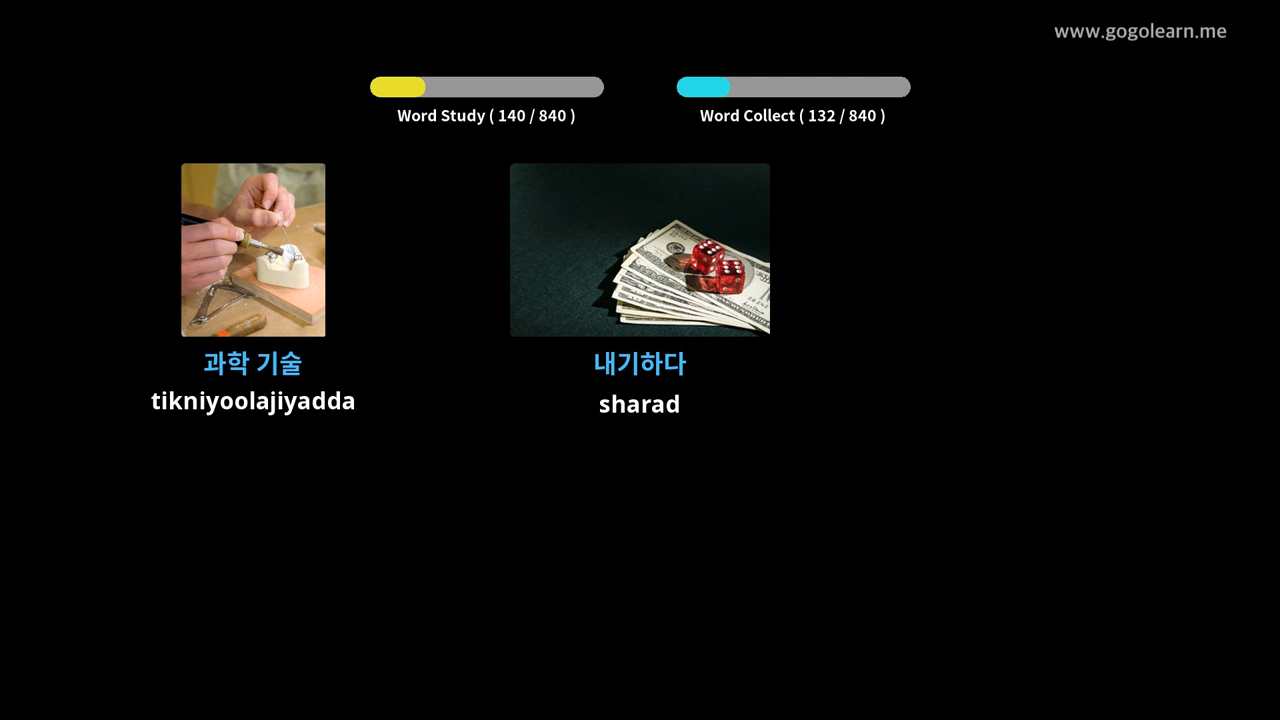 www.gogolearn.me
Word Study ( 140 / 840 )
Word Collect ( 132 / 840 )
과학 기술
tikniyoolajiyadda
내기하다
sharad